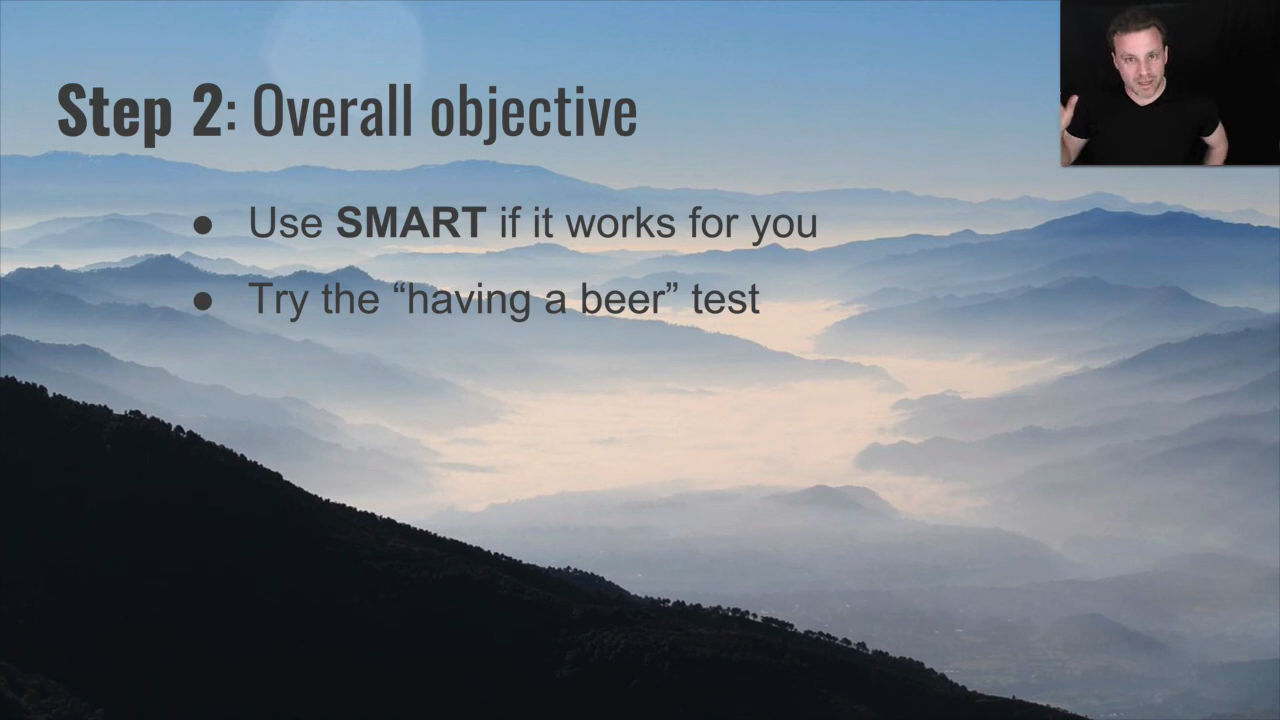 Step 2: Overall objective
● Use SMART if it works for you
● Try the “having a beer” test